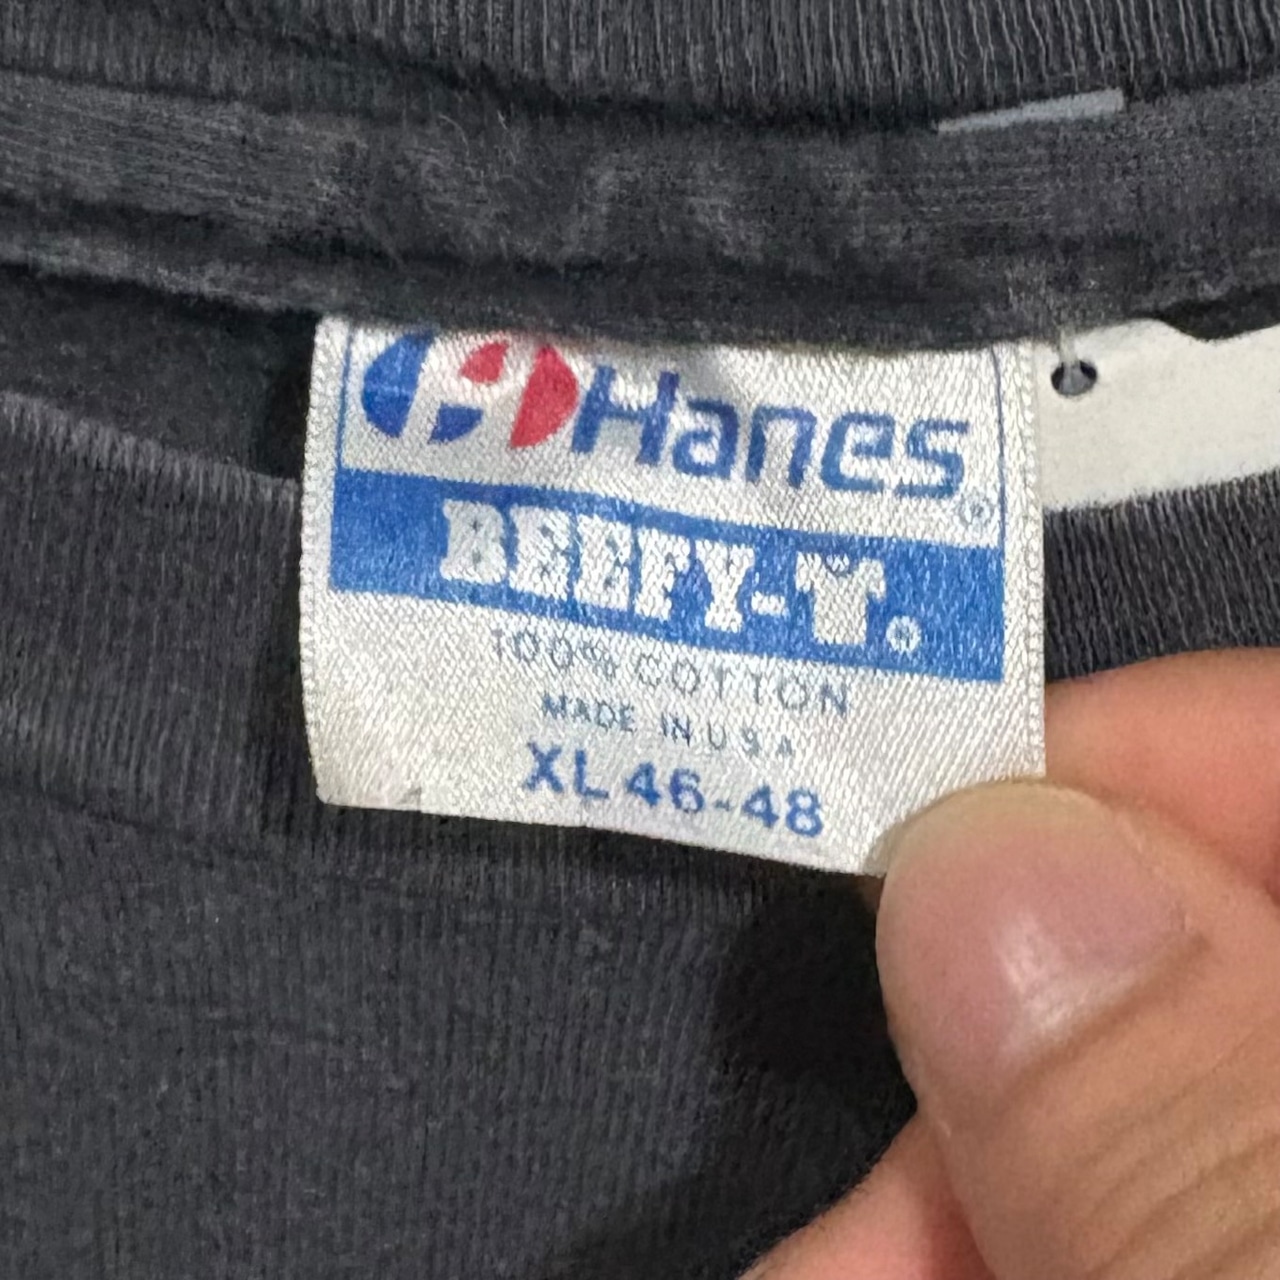 Hanes®
BEEFY-T®
100% COTTON
MADE IN U S A
XL 46-48